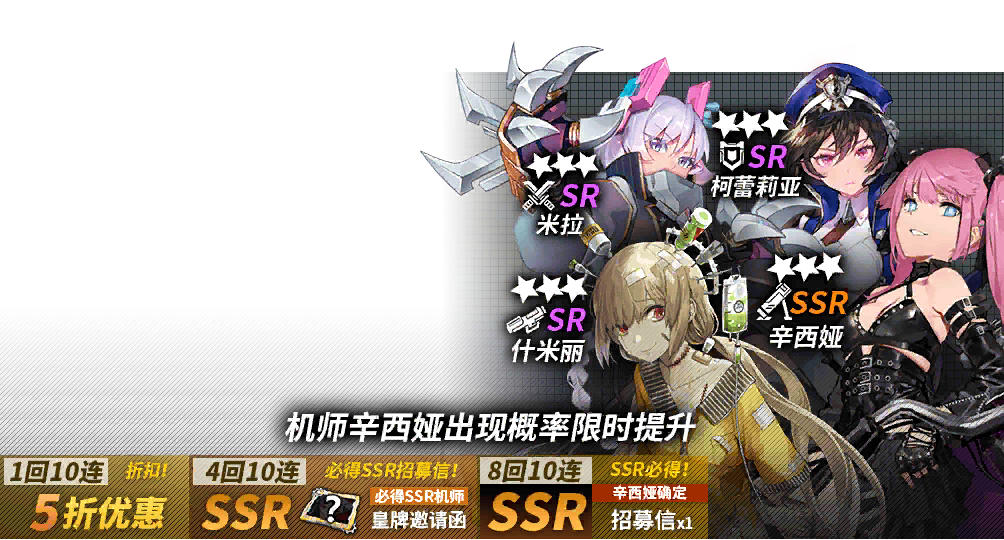 SR
柯蕾莉亚
SR
米拉
SSR
辛西娅
SR
什米丽
机师辛西娅出现概率限时提升
1回10连 折扣!
5折优惠
4回10连 必得SSR招募信!
SSR ? 必得SSR机师
皇牌邀请函
8回10连 SSR必得!
SSR 辛西娅确定
招募信x1